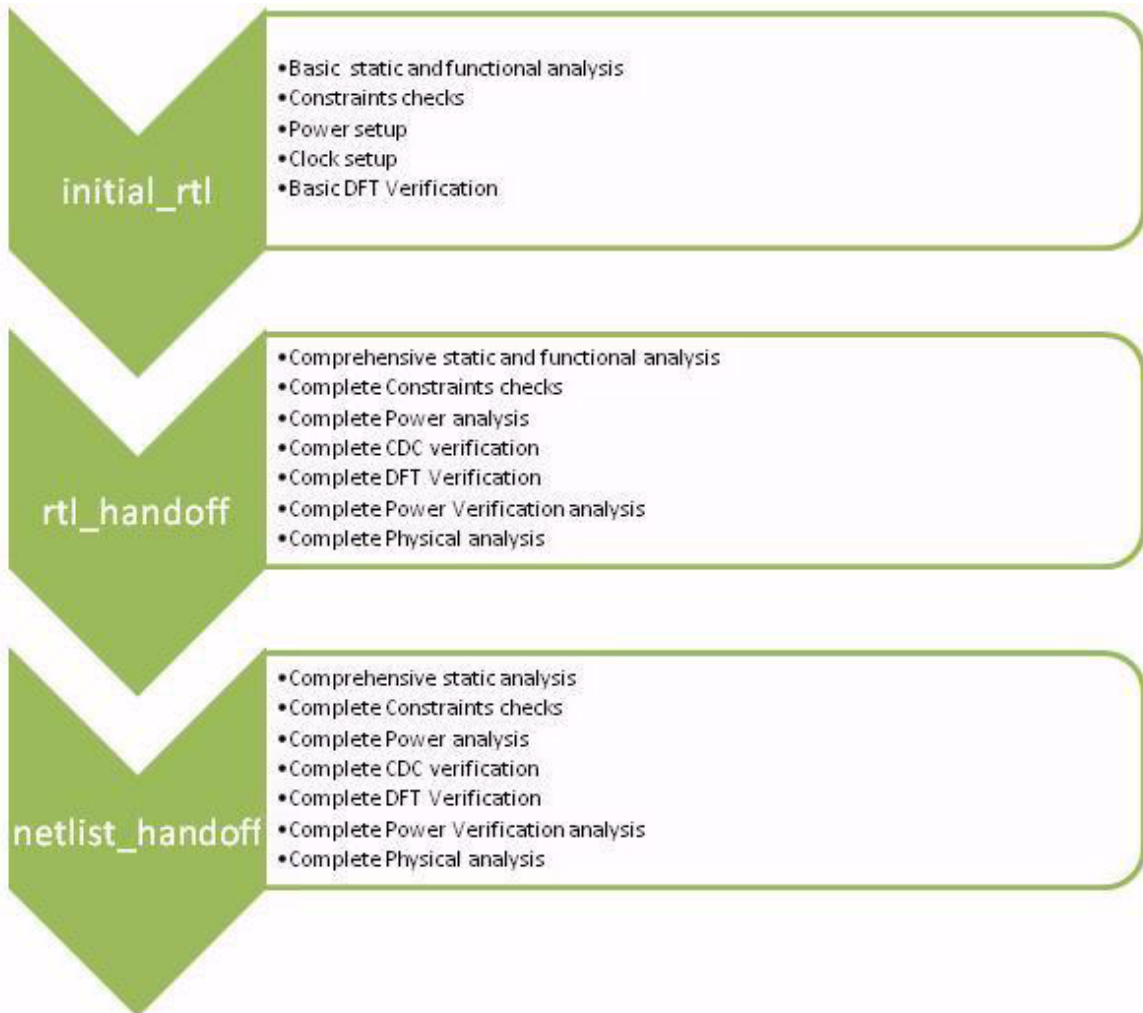 initial_rtl
•Basic static and functional analysis
•Constraints checks
•Power setup
•Clock setup
•Basic DFT Verification
rtl_handoff
•Comprehensive static and functional analysis
•Complete Constraints checks
•Complete Power analysis
•Complete CDC verification
•Complete DFT Verification
•Complete Power Verification analysis
•Complete Physical analysis
netlist_handoff
•Comprehensive static analysis
•Complete Constraints checks
•Complete Power analysis
•Complete CDC verification
•Complete DFT Verification
•Complete Power Verification analysis
•Complete Physical analysis